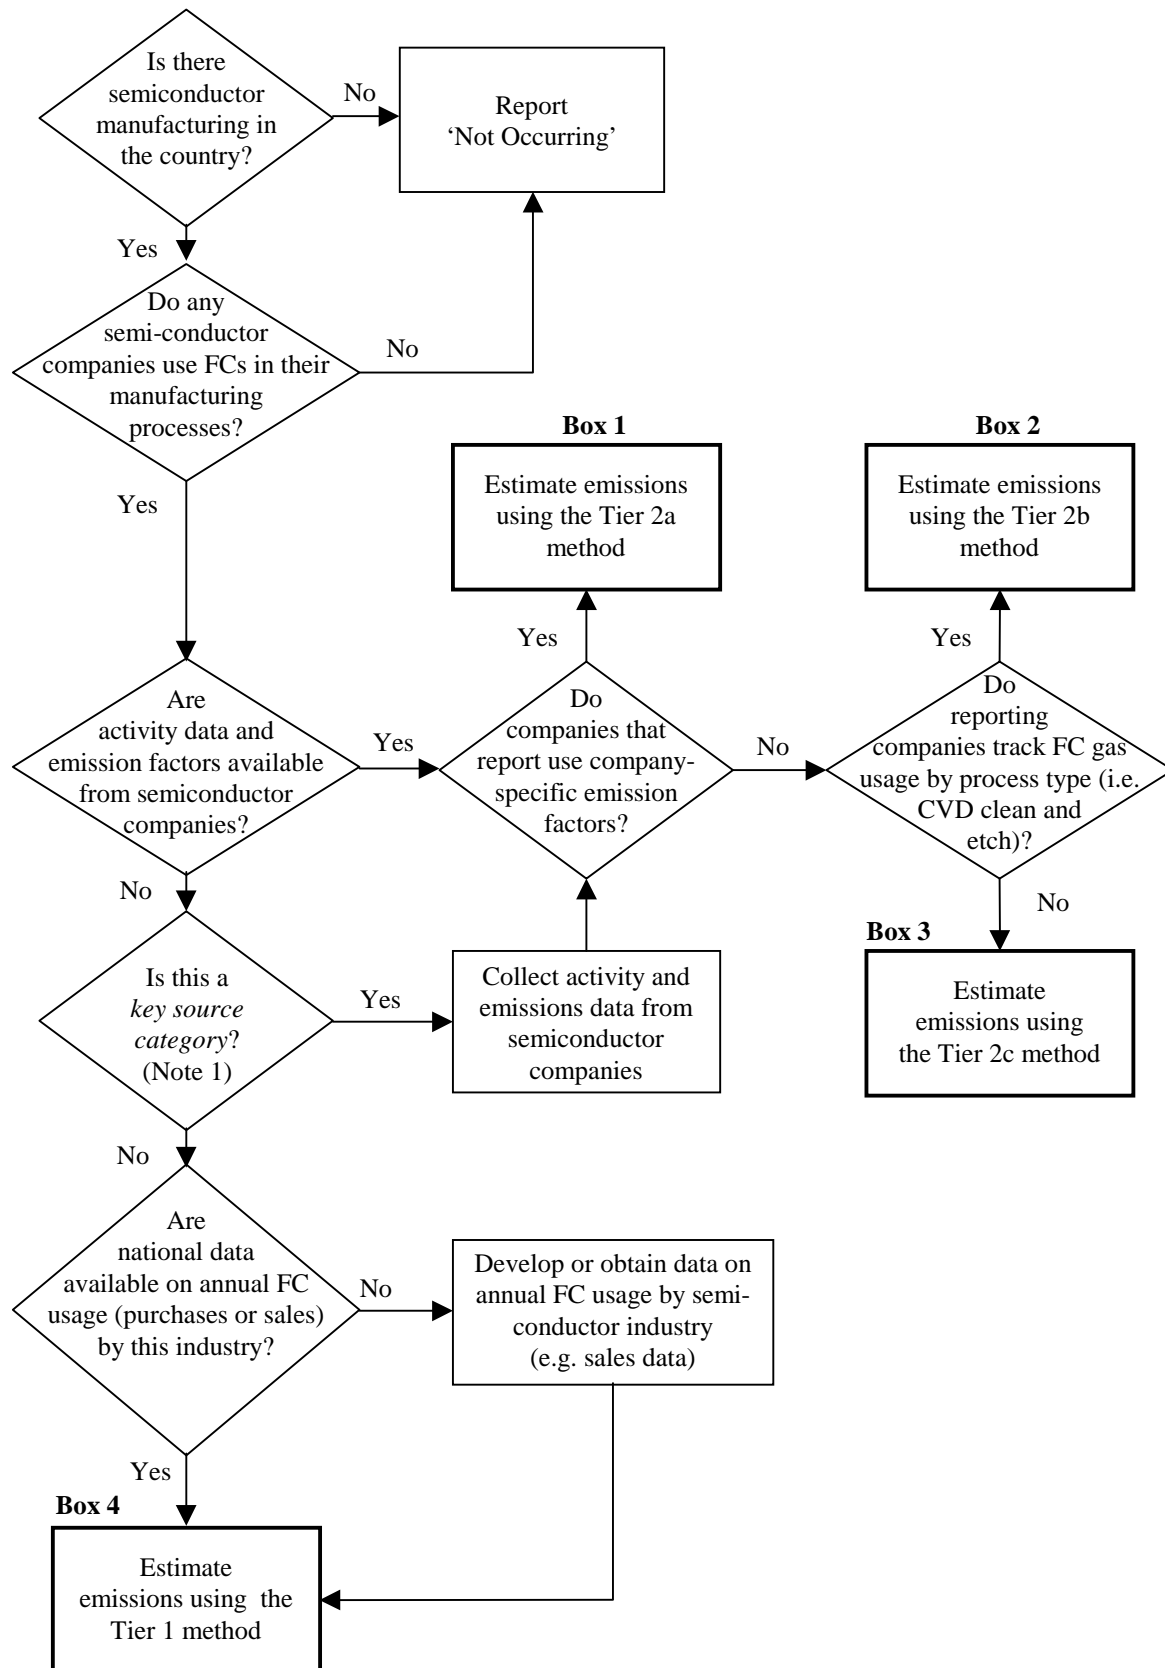 Is there
semiconductor
manufacturing in
the country?
No
Report
‘Not Occurring’
Yes
Do any
semi-conductor
companies use FCs in their
manufacturing
processes?
No
Yes
Box 1
Estimate emissions
using the Tier 2a
method
Box 2
Estimate emissions
using the Tier 2b
method
Yes
Yes
Are
activity data and
emission factors available
from semiconductor
companies?
Yes
Do
companies that
report use company-
specific emission
factors?
No
Do
reporting
companies track FC gas
usage by process type (i.e.
CVD clean and
etch)?
No
No
Box 3
Estimate
emissions using
the Tier 2c method
Is this a
key source
category?
(Note 1)
Yes
Collect activity and
emissions data from
semiconductor
companies
No
Are
national data
available on annual FC
usage (purchases or sales)
by this industry?
No
Develop or obtain data on
annual FC usage by semi-
conductor industry
(e.g. sales data)
Yes
Box 4
Estimate
emissions using  the
Tier 1 method